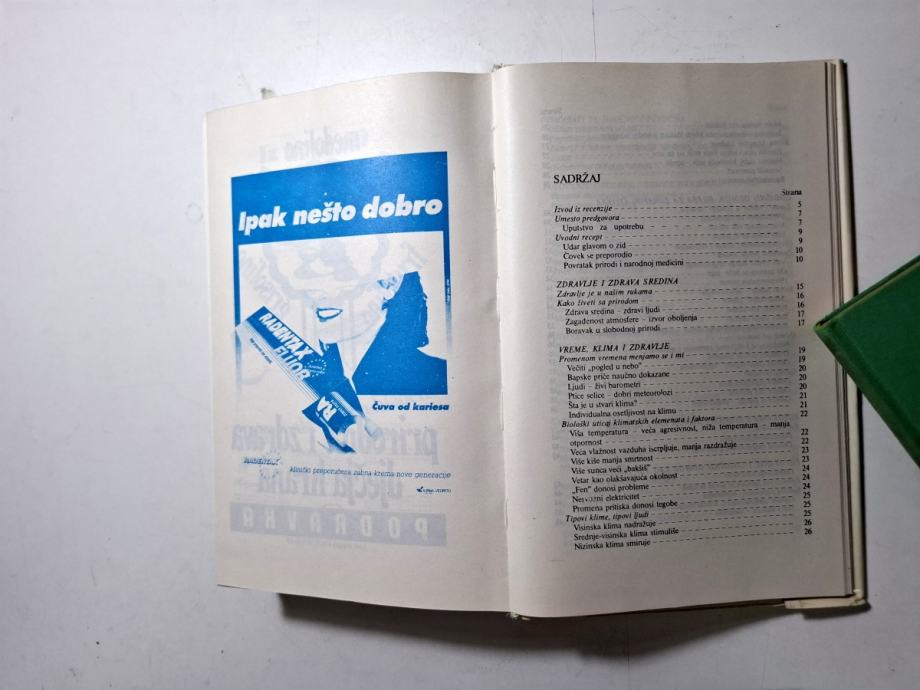 Ipak nešto dobro
RADENTAX
FLUOR
RA
Čuva od kariesa
klinički preporučena zubna krema nove generacije
PODRAVKA
SADRŽAJ
Strana
Izvod iz recenzije 5
Umesto predgovora 7
Uputstvo za upotrebu 7
Uvodni recept 9
Udar glavom o zid 9
Čovek se preporodio 10
Povratak prirodi i narodnoj medicini 10
ZDRAVLJE I ZDRAVA SREDINA
Zdravlje je u našim rukama 15
Kako živeti sa prirodom 16
Zdrava sredina - zdravi ljudi 16
Zagađenost atmosfere - izvor oboljenja 17
Boravak u slobodnoj prirodi 17
VREME, KLIMA I ZDRAVLJE
Promenom vremena menjamo se i mi 19
Večiti „pogled u nebo" 19
Bapske priče naučno dokazane 20
Ljudi - živi barometri 20
Ptice selice - dobri meteorolozi 20
Šta je u stvari klima? 21
Individualna osetljivost na klimu 21
Biološki uticaj klimatskih elemenata i faktora 22
Viša temperatura - veća agresivnost, niža temperatura - manja
otpornost 22
Veća vlažnost vazduha iscrpljuje, manja razdražuje 22
Više kiše manja smrtnost 23
Više sunca veći „bakšiš" 23
Vetar kao olakšavajuća okolnost 24
„Fen" donosi probleme 24
Nervozni elektricitet 24
Promena pritiska donosi tegobe 25
Tipovi klime, tipovi ljudi 25
Visinska klima nadražuje 25
Srednje-visinska klima stimuliše 26
Nizinska klima smiruje 26